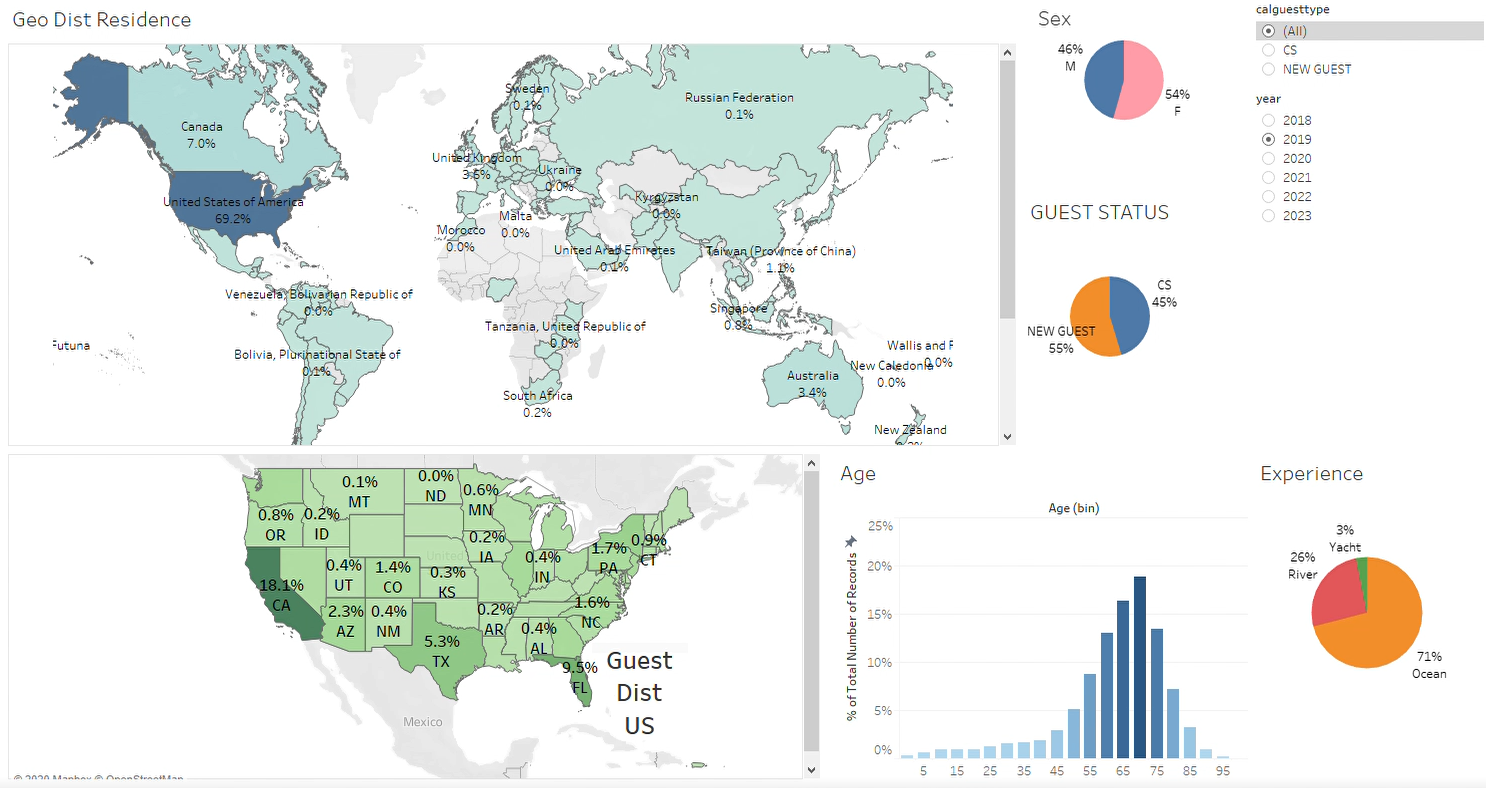 Geo Dist Residence
Sweden
0.1%
Russian Federation
0.1%
Canada
7.0%
United Kingdom
3.5%
Ukraine
0.0%
United States of America
69.2%
Kyrgyzstan
0.0%
Malta
0.0%
Morocco
0.0%
United Arab Emirates
0.1%
Taiwan (Province of China)
1.1%
Venezuela, Bolivarian Republic of
0.0%
Singapore
0.8%
Tanzania, United Republic of
0.0%
Futuna
Wallis and F
0.0%
Bolivia, Plurinational State of
0.1%
New Caledonia
0.0%
Australia
3.4%
South Africa
0.2%
New Zealand
Sex
46%
M
54%
F
calguesttype
(All)
CS
NEW GUEST
year
2018
2019
2020
2021
2022
2023
GUEST STATUS
CS
45%
NEW GUEST
55%
0.1%
MT
0.0%
ND
0.6%
MN
0.8%
OR
0.2%
ID
0.2%
IA
1.7%
PA
0.9%
CT
United
0.4%
UT
1.4%
CO
0.3%
KS
0.4%
IN
18.1%
CA
2.3%
AZ
0.4%
NM
0.2%
AR
1.6%
NC
5.3%
TX
0.4%
AL
9.5%
FL
Guest
Dist
US
Mexico
© 2020 Mapbox © OpenStreetMap
Age
Age (bin)
% of Total Number of Records
25%
20%
15%
10%
5%
0%
5
15
25
35
45
55
65
75
85
95
Experience
3%
Yacht
26%
River
71%
Ocean